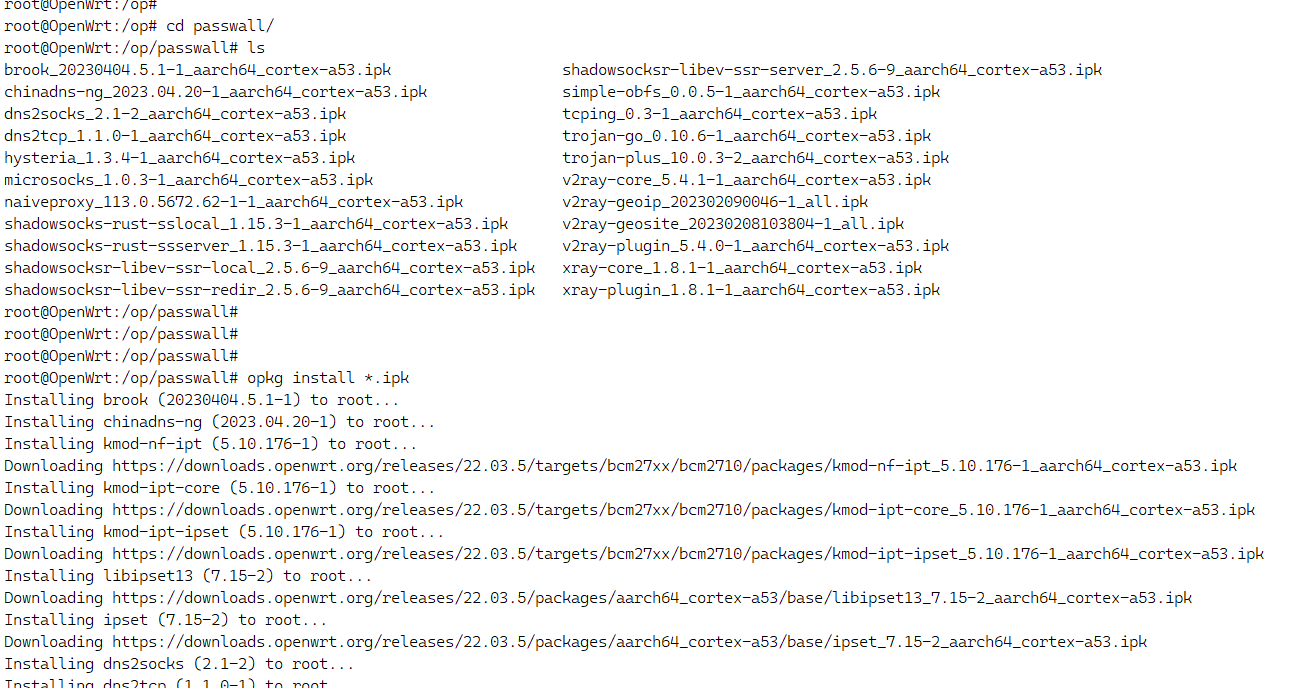 root@OpenWrt:/op#
root@OpenWrt:/op# cd passwall/
root@OpenWrt:/op/passwall# ls
brook_20230404.5.1-1_aarch64_cortex-a53.ipk                   shadowsocksr-libev-ssr-server_2.5.6-9_aarch64_cortex-a53.ipk
chinadns-ng_2023.04.20-1_aarch64_cortex-a53.ipk               simple-obfs_0.0.5-1_aarch64_cortex-a53.ipk
dns2socks_2.1-2_aarch64_cortex-a53.ipk                        tcping_0.3-1_aarch64_cortex-a53.ipk
dns2tcp_1.1.0-1_aarch64_cortex-a53.ipk                        trojan-go_0.10.6-1_aarch64_cortex-a53.ipk
hysteria_1.3.4-1_aarch64_cortex-a53.ipk                       trojan-plus_10.0.3-2_aarch64_cortex-a53.ipk
microsocks_1.0.3-1_aarch64_cortex-a53.ipk                     v2ray-core_5.4.1-1_aarch64_cortex-a53.ipk
naiveproxy_113.0.5672.62-1-1_aarch64_cortex-a53.ipk           v2ray-geoip_202302090046-1_all.ipk
shadowsocks-rust-sslocal_1.15.3-1_aarch64_cortex-a53.ipk      v2ray-geosite_20230208103804-1_all.ipk
shadowsocks-rust-ssserver_1.15.3-1_aarch64_cortex-a53.ipk     v2ray-plugin_5.4.0-1_aarch64_cortex-a53.ipk
shadowsocksr-libev-ssr-local_2.5.6-9_aarch64_cortex-a53.ipk   xray-core_1.8.1-1_aarch64_cortex-a53.ipk
shadowsocksr-libev-ssr-redir_2.5.6-9_aarch64_cortex-a53.ipk   xray-plugin_1.8.1-1_aarch64_cortex-a53.ipk
root@OpenWrt:/op/passwall#
root@OpenWrt:/op/passwall#
root@OpenWrt:/op/passwall#
root@OpenWrt:/op/passwall# opkg install *.ipk
Installing brook (20230404.5.1-1) to root...
Installing chinadns-ng (2023.04.20-1) to root...
Installing kmod-nf-ipt (5.10.176-1) to root...
Downloading https://downloads.openwrt.org/releases/22.03.5/targets/bcm27xx/bcm2710/packages/kmod-nf-ipt_5.10.176-1_aarch64_cortex-a53.ipk
Installing kmod-ipt-core (5.10.176-1) to root...
Downloading https://downloads.openwrt.org/releases/22.03.5/targets/bcm27xx/bcm2710/packages/kmod-ipt-core_5.10.176-1_aarch64_cortex-a53.ipk
Installing kmod-ipt-ipset (5.10.176-1) to root...
Downloading https://downloads.openwrt.org/releases/22.03.5/targets/bcm27xx/bcm2710/packages/kmod-ipt-ipset_5.10.176-1_aarch64_cortex-a53.ipk
Installing libipset13 (7.15-2) to root...
Downloading https://downloads.openwrt.org/releases/22.03.5/packages/aarch64_cortex-a53/base/libipset13_7.15-2_aarch64_cortex-a53.ipk
Installing ipset (7.15-2) to root...
Downloading https://downloads.openwrt.org/releases/22.03.5/packages/aarch64_cortex-a53/base/ipset_7.15-2_aarch64_cortex-a53.ipk
Installing dns2socks (2.1-2) to root...
Installing dns2tcp (1.1.0-1) to root